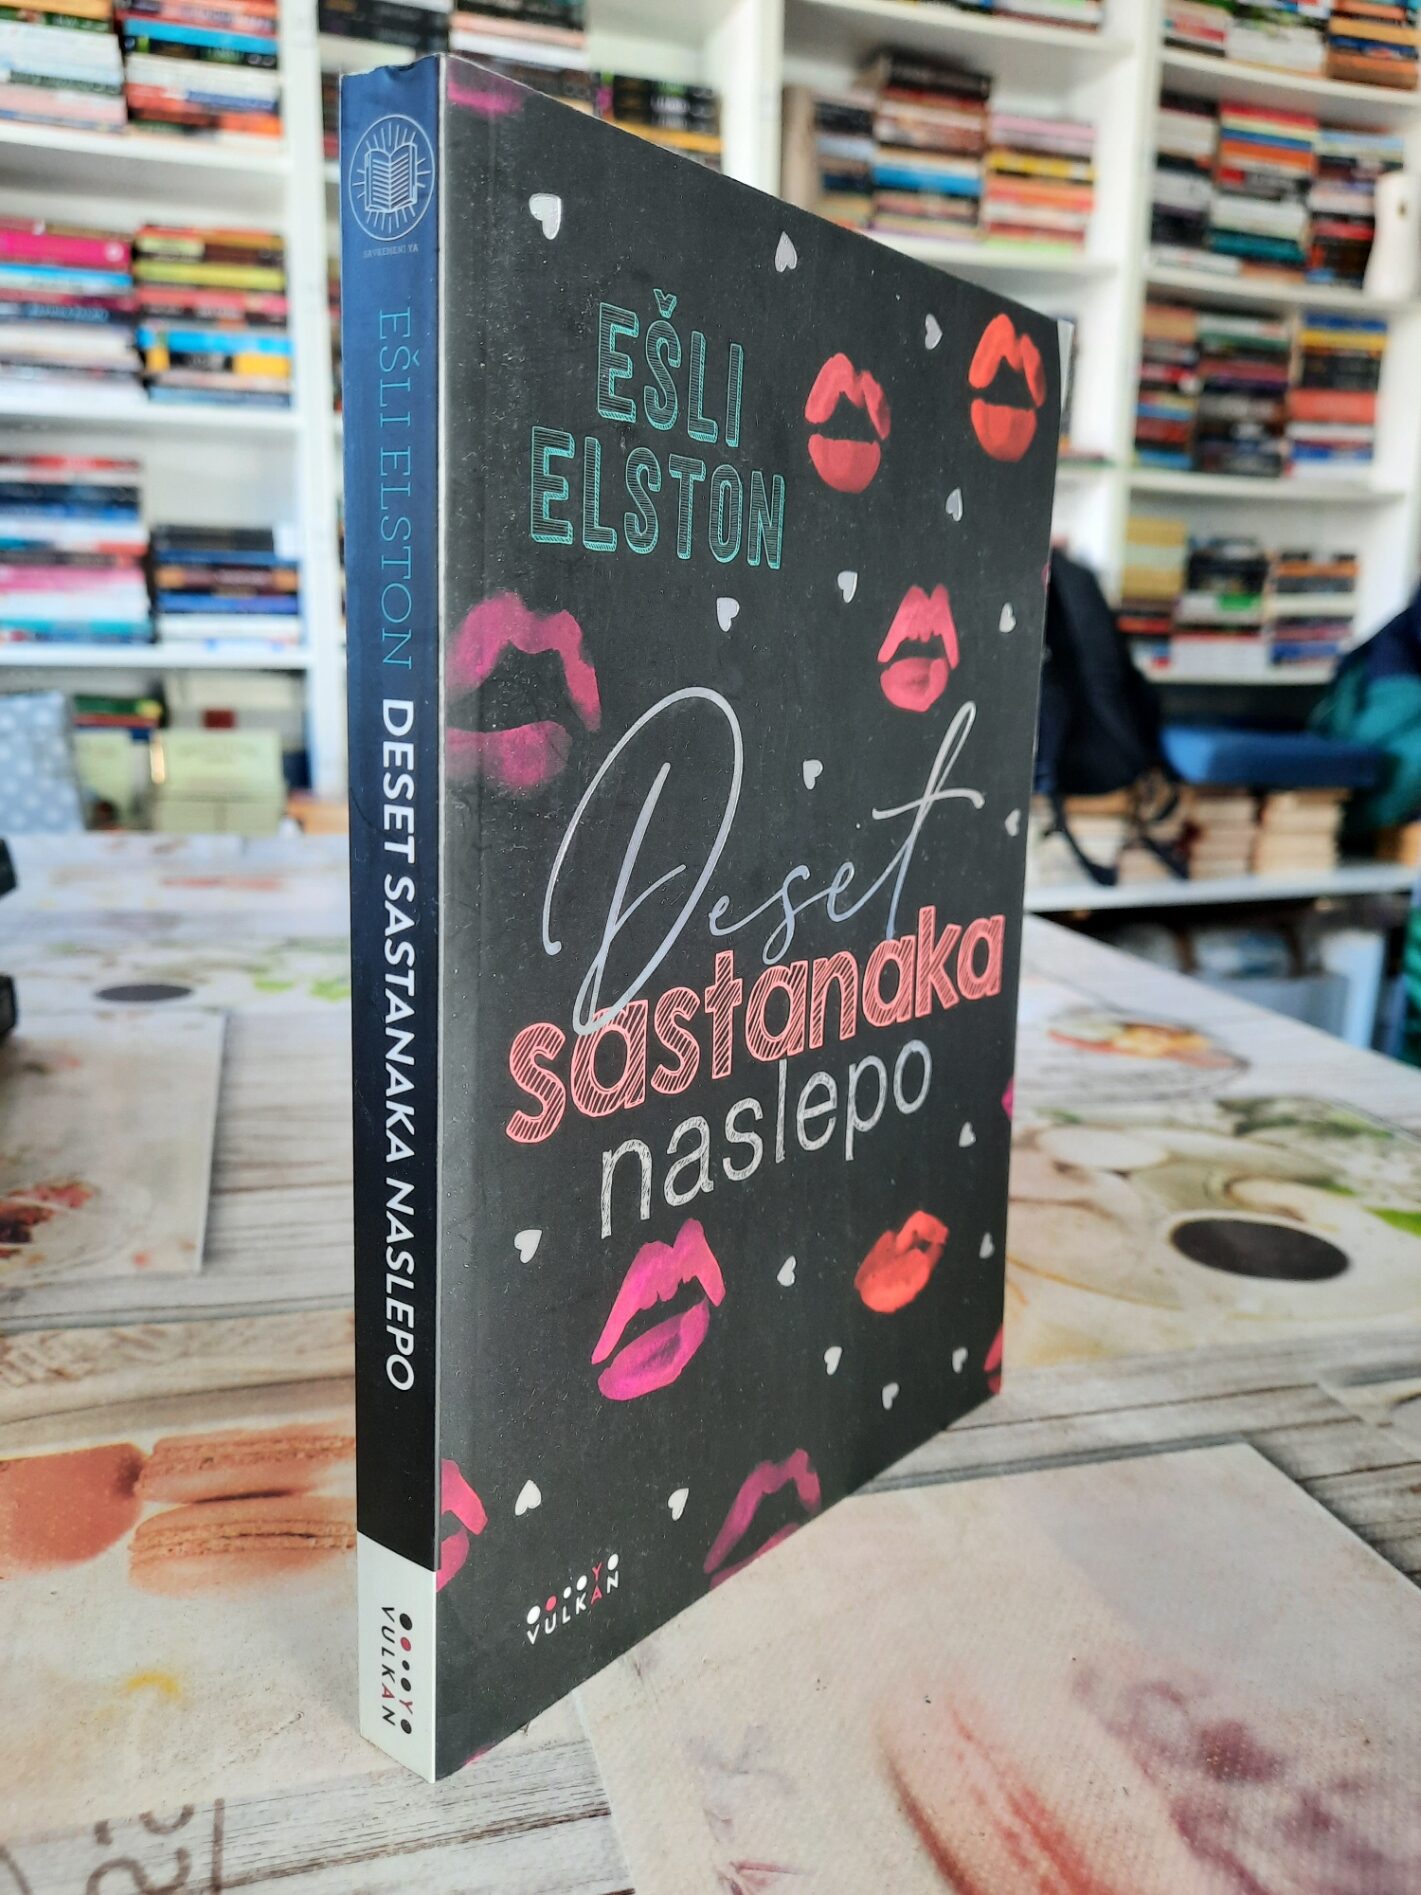 SAVREMENI YA
EŠLI ELSTON DESET SASTANAKA NASLEPO
VULKAN
EŠLI
ELSTON
Deset
sastanaka
naslepo
VULKAN